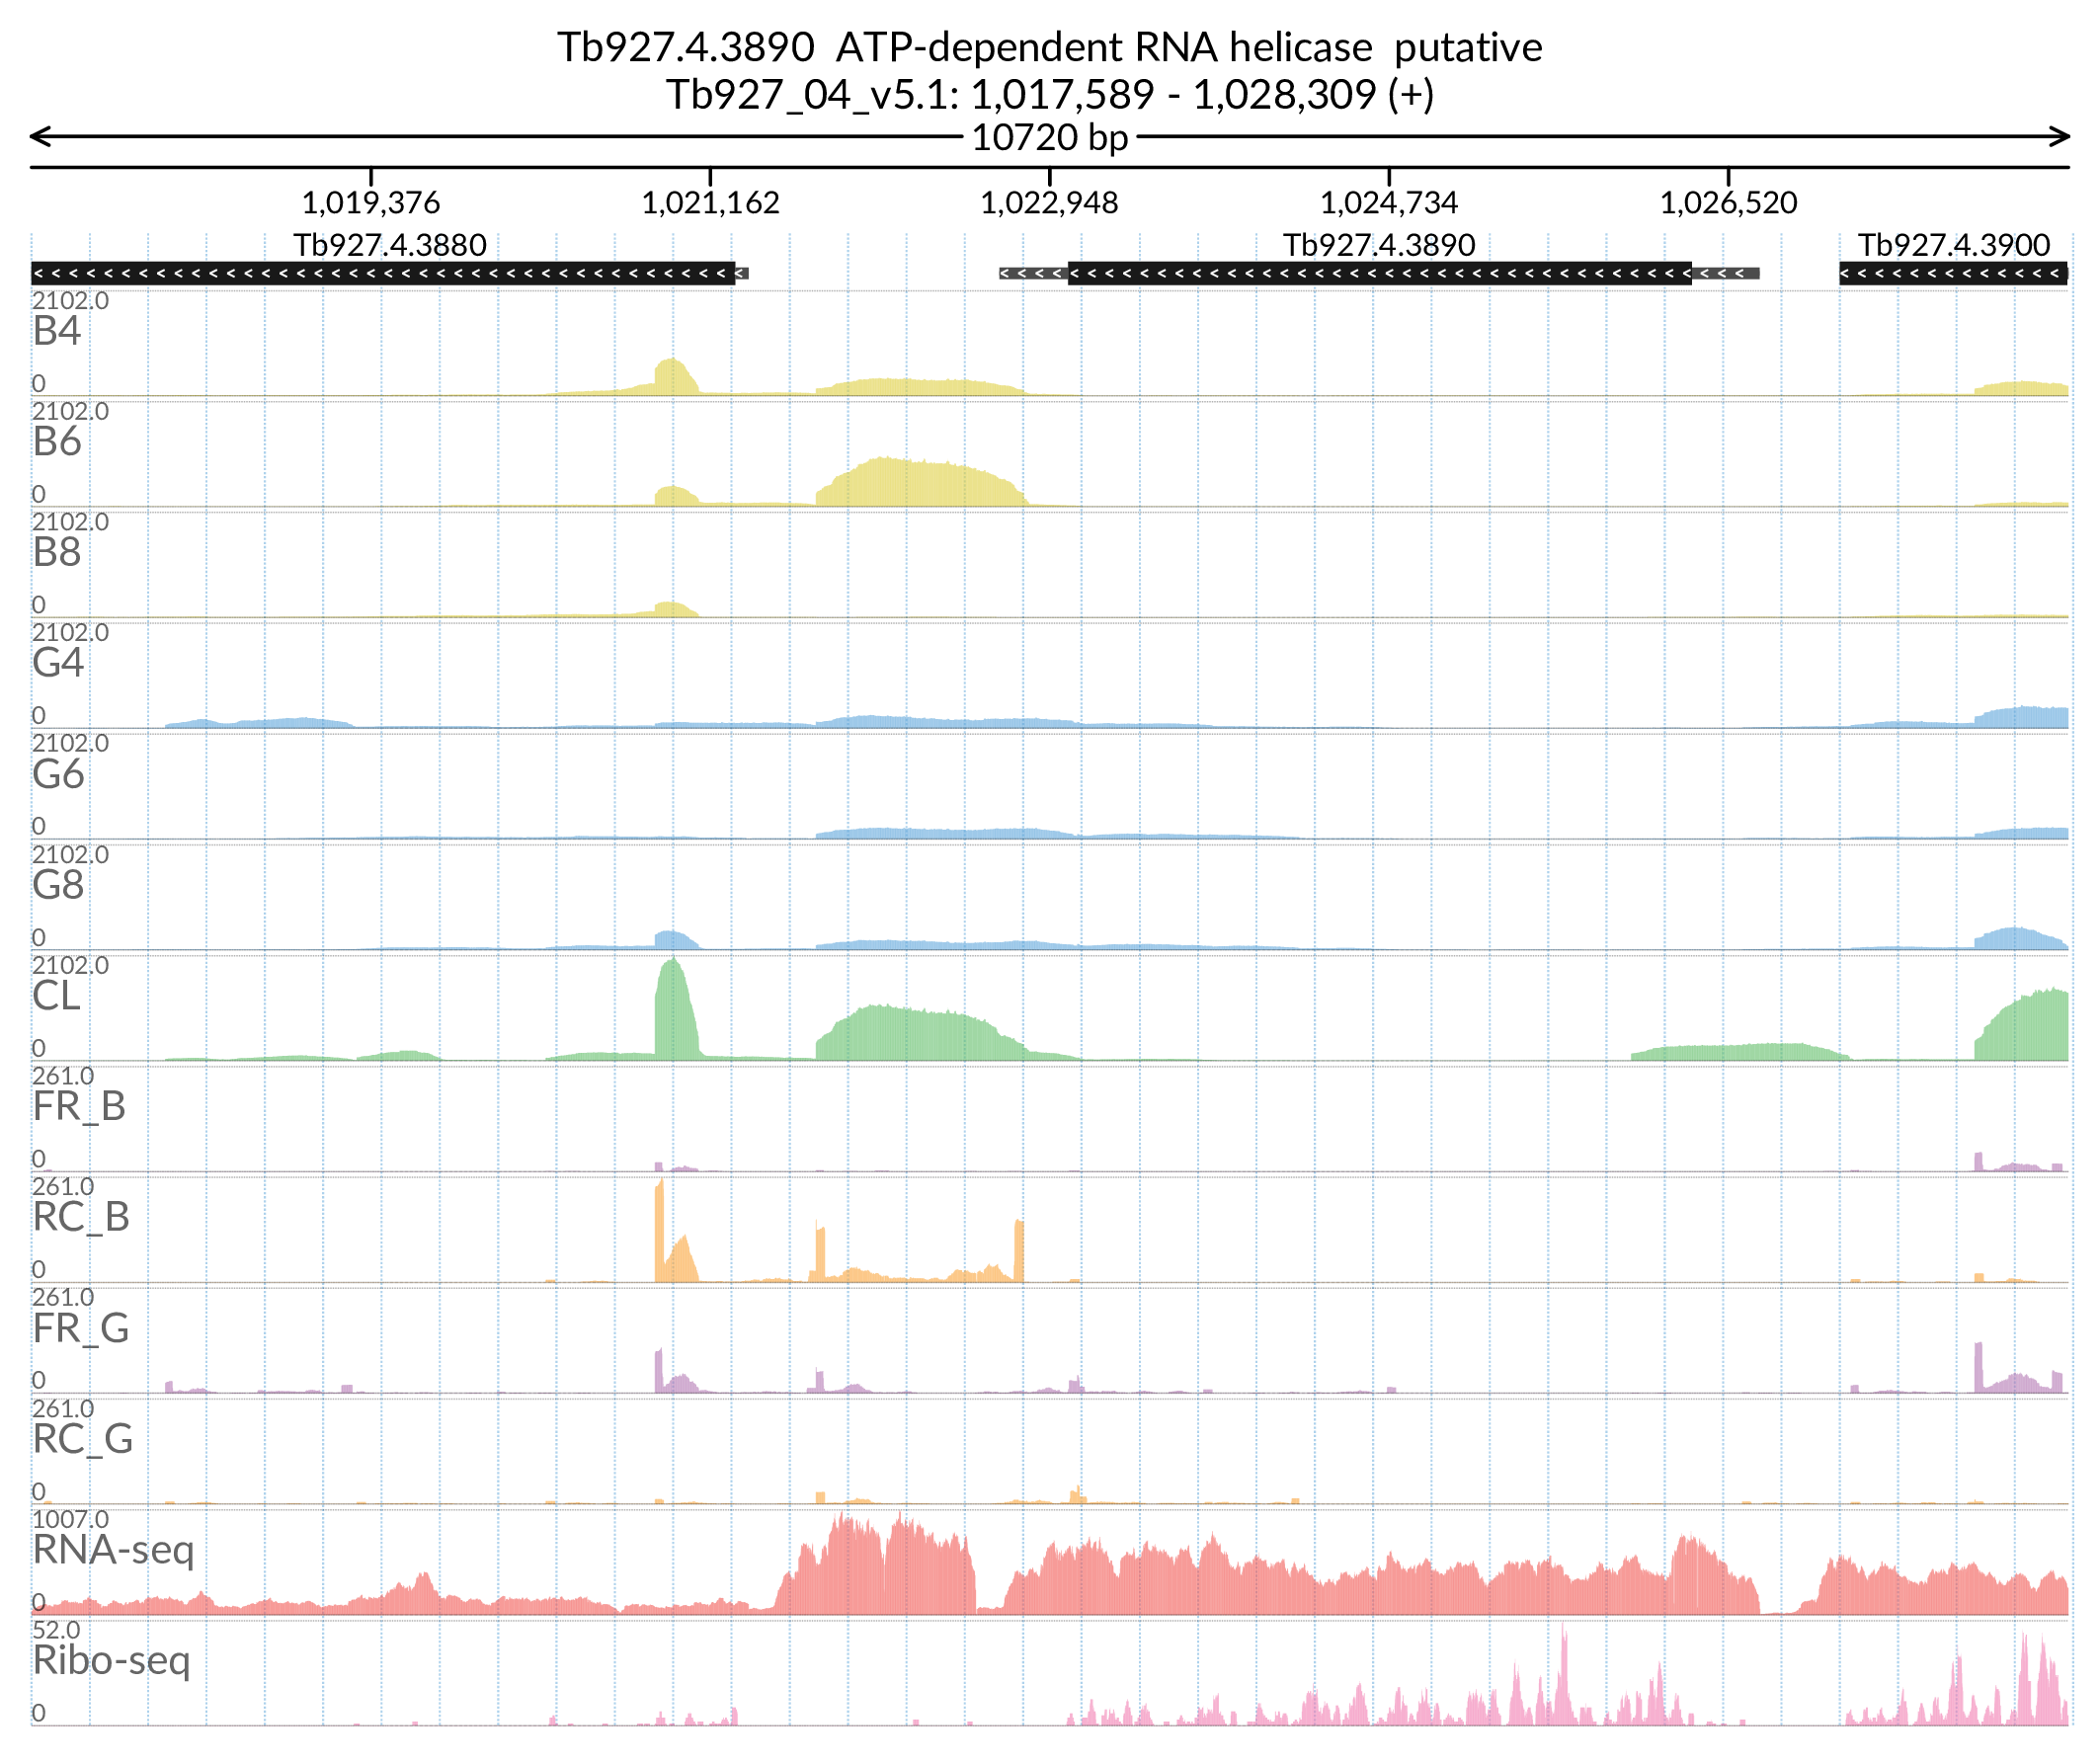 Tb927.4.3890  ATP-dependent RNA helicase  putative
Tb927_04_v5.1: 1,017,589 - 1,028,309 (+)
10720 bp
1,019,376 1,021,162 1,022,948 1,024,734 1,026,520
Tb927.4.3880 Tb927.4.3890 Tb927.4.3900
2102.0
B4
0
2102.0
B6
0
2102.0
B8
0
2102.0
G4
0
2102.0
G6
0
2102.0
G8
0
2102.0
CL
0
261.0
FR_B
0
261.0
RC_B
0
261.0
FR_G
0
261.0
RC_G
0
1007.0
RNA-seq
0
52.0
Ribo-seq
0